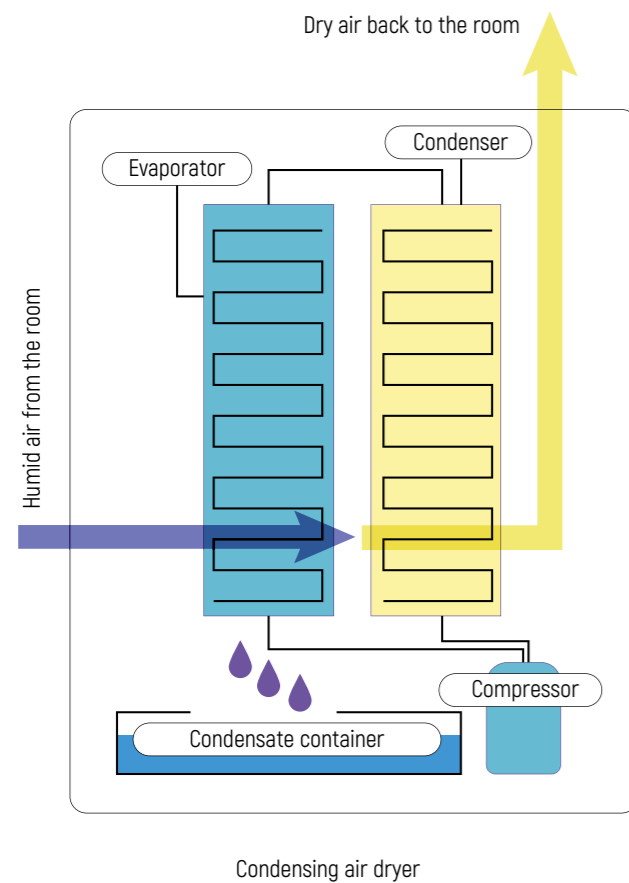 Dry air back to the room
Condenser
Evaporator
Humid air from the room
Compressor
Condensate container
Condensing air dryer